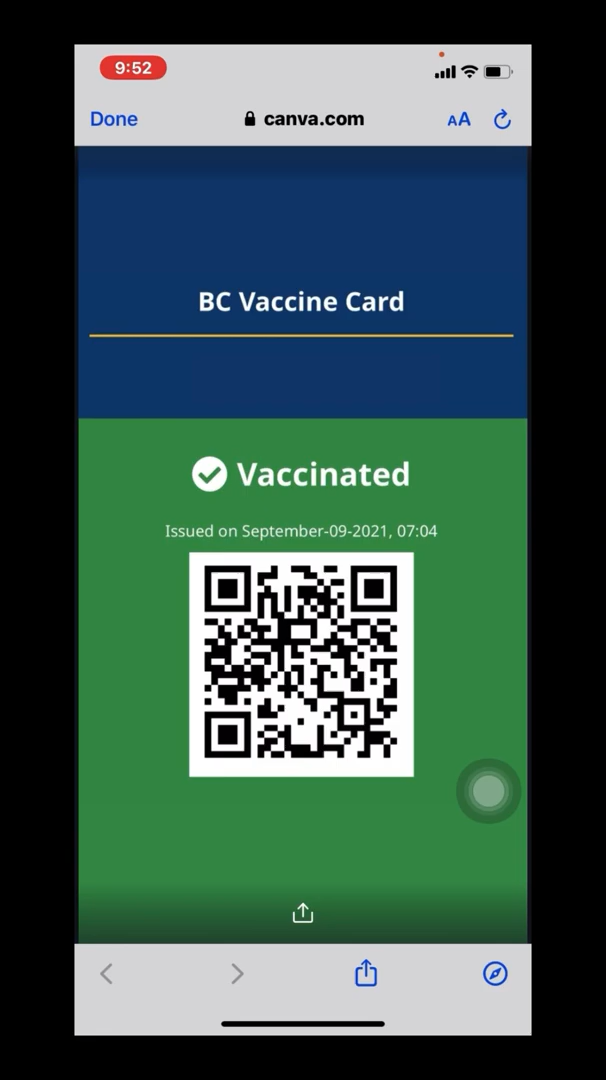 9:52
Done
canva.com
AA
BC Vaccine Card
Vaccinated
Issued on September-09-2021, 07:04